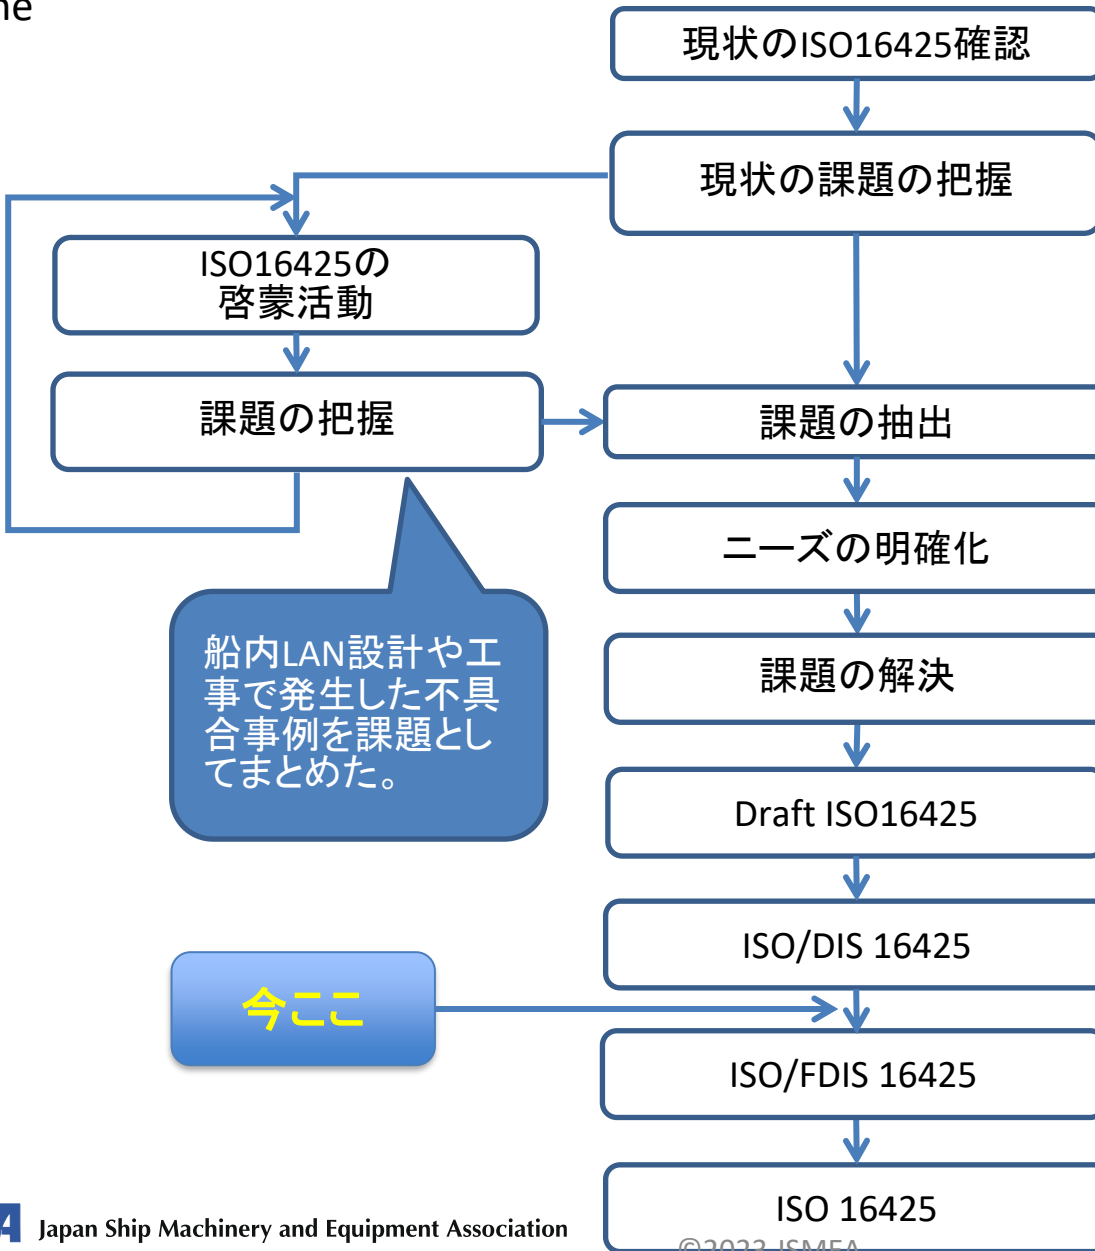 現状のISO16425確認
現状の課題の把握
ISO16425の
啓蒙活動
課題の把握
課題の抽出
ニーズの明確化
船内LAN設計や工
事で発生した不具
合事例を課題とし
てまとめた。
課題の解決
Draft ISO16425
ISO/DIS 16425
今ここ
ISO/FDIS 16425
ISO 16425
Japan Ship Machinery and Equipment Association
©2023 JSMEA